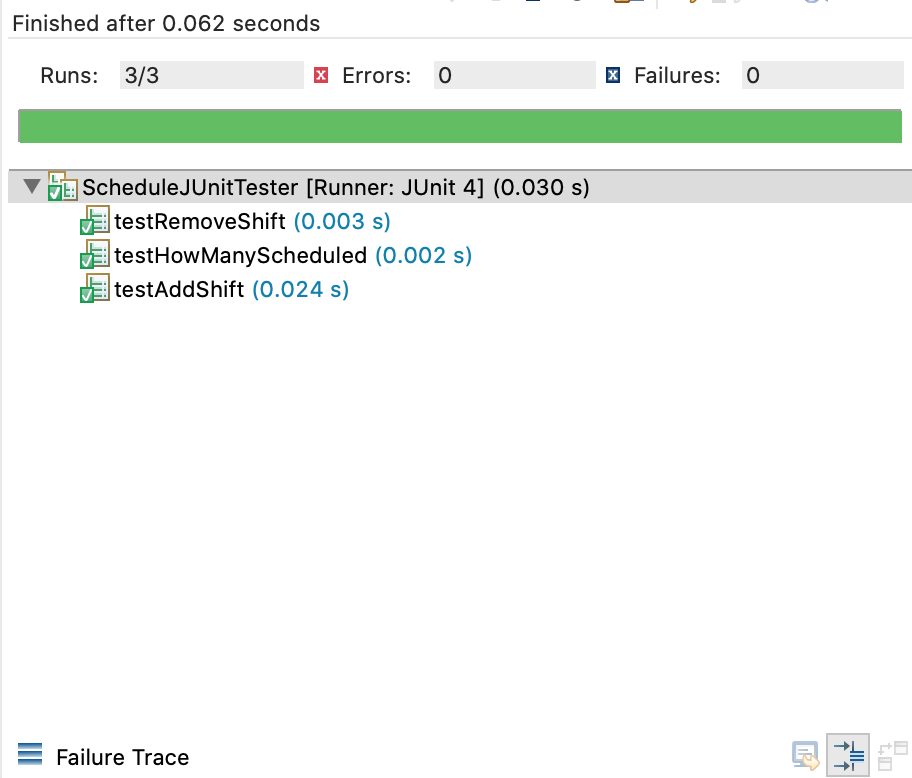 Finished after 0.062 seconds
Runs: 3/3 Errors: 0 Failures: 0
ScheduleJUnitTester [Runner: JUnit 4] (0.030 s)
testRemoveShift (0.003 s)
testHowManyScheduled (0.002 s)
testAddShift (0.024 s)
Failure Trace